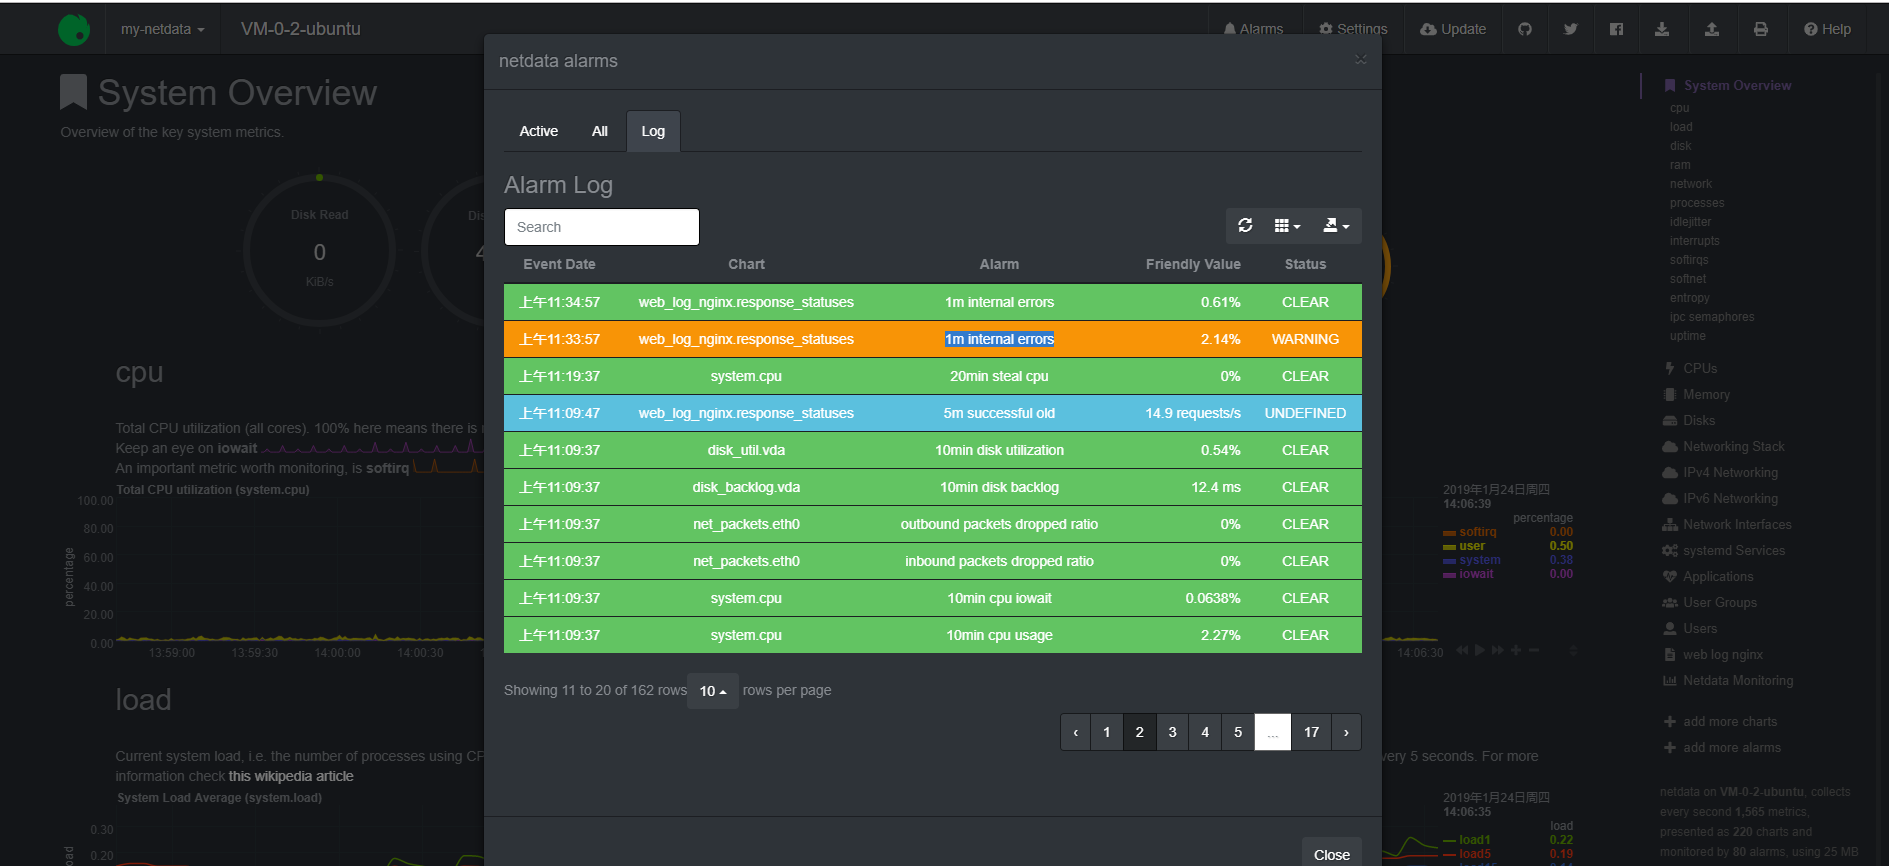 my-netdata
VM-0-2-ubuntu
Alarms
Settings
Update
Help
System Overview
Overview of the key system metrics.
Disk Read
0
KiB/s
cpu
Total CPU utilization (all cores). 100% here means there is
Keep an eye on iowait
An important metric worth monitoring, is softirq
Total CPU utilization (system.cpu)
100.00
80.00
60.00
40.00
20.00
0.00
percentage
13:59:00 13:59:30 14:00:00 14:00:30
load
Current system load, i.e. the number of processes using
information check this wikipedia article
System Load Average (system.load)
0.30
0.20
netdata alarms
×
Active All Log
Alarm Log
Search
Event Date Chart Alarm Friendly Value Status
上午11:34:57 web_log_nginx.response_statuses 1m internal errors 0.61% CLEAR
上午11:33:57 web_log_nginx.response_statuses 1m internal errors 2.14% WARNING
上午11:19:37 system.cpu 20min steal cpu 0% CLEAR
上午11:09:47 web_log_nginx.response_statuses 5m successful old 14.9 requests/s UNDEFINED
上午11:09:37 disk_util.vda 10min disk utilization 0.54% CLEAR
上午11:09:37 disk_backlog.vda 10min disk backlog 12.4 ms CLEAR
上午11:09:37 net_packets.eth0 outbound packets dropped ratio 0% CLEAR
上午11:09:37 net_packets.eth0 inbound packets dropped ratio 0% CLEAR
上午11:09:37 system.cpu 10min cpu iowait 0.0638% CLEAR
上午11:09:37 system.cpu 10min cpu usage 2.27% CLEAR
Showing 11 to 20 of 162 rows 10 rows per page
‹ 1 2 3 4 5 ... 17 ›
Close
2019年1月24日周四
14:06:39
percentage
softirq 0.00
user 0.50
system 0.38
iowait 0.00
14:06:30
every 5 seconds. For more
2019年1月24日周四
14:06:35
load
load1 0.22
load5 0.19
System Overview
cpu
load
disk
ram
network
processes
idlejitter
interrupts
softirqs
softnet
entropy
ipc semaphores
uptime
CPUs
Memory
Disks
Networking Stack
IPv4 Networking
IPv6 Networking
Network Interfaces
systemd Services
Applications
User Groups
Users
web log nginx
Netdata Monitoring
add more charts
add more alarms
netdata on VM-0-2-ubuntu, collects
every second 1,565 metrics,
presented as 220 charts and
monitored by 80 alarms, using 25 MB